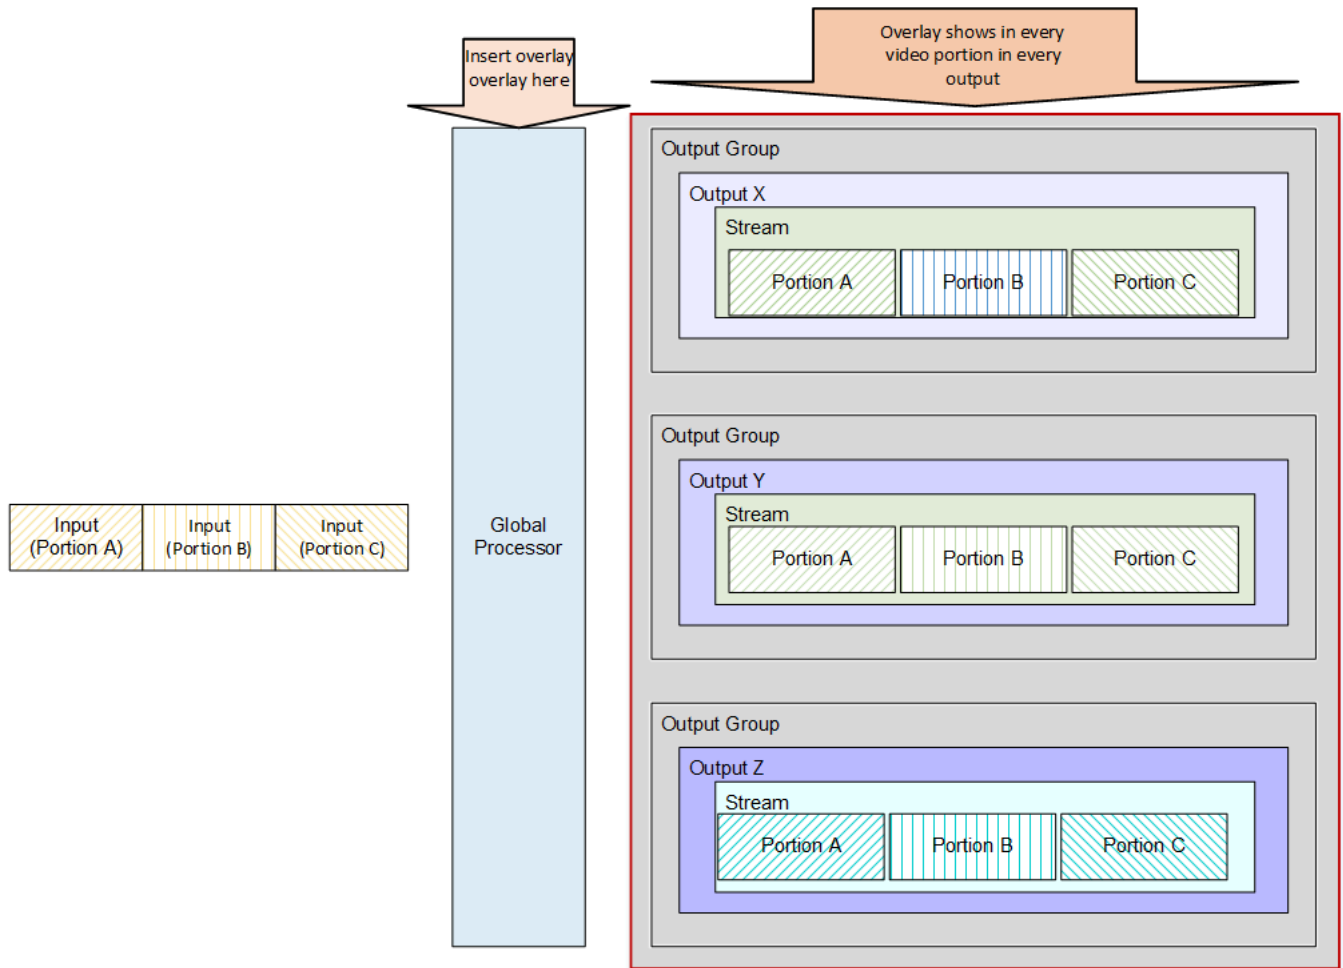 Insert overlay
overlay here
Overlay shows in every
video portion in every
output
Output Group
Output X
Stream
Portion A
Portion B
Portion C
Output Group
Output Y
Stream
Portion A
Portion B
Portion C
Input
(Portion A)
Input
(Portion B)
Input
(Portion C)
Global
Processor
Output Group
Output Z
Stream
Portion A
Portion B
Portion C